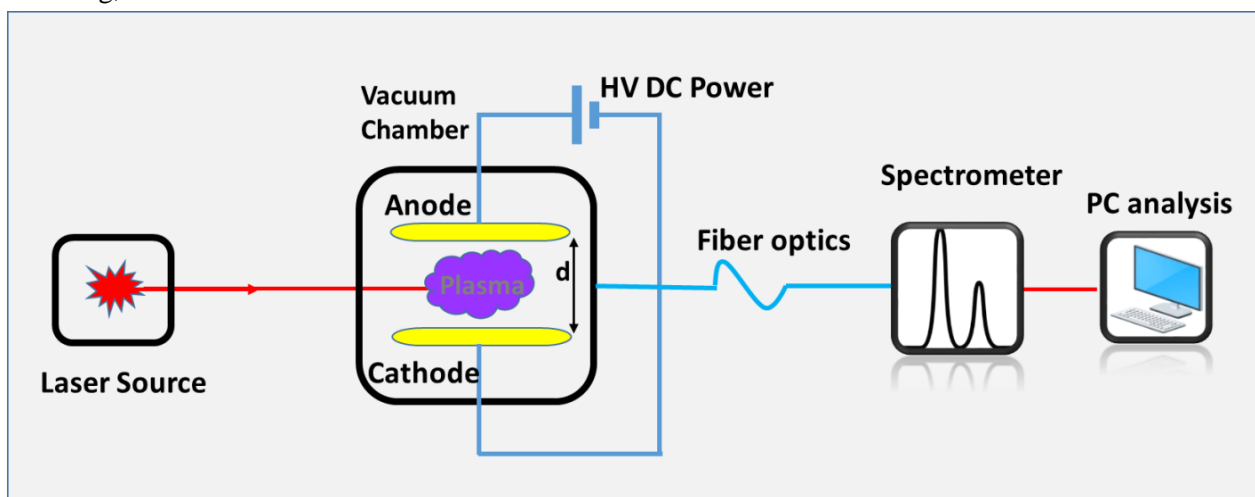 HV DC Power
Vacuum
Chamber
Spectrometer
Anode
PC analysis
Fiber optics
d
Plasma
Cathode
Laser Source